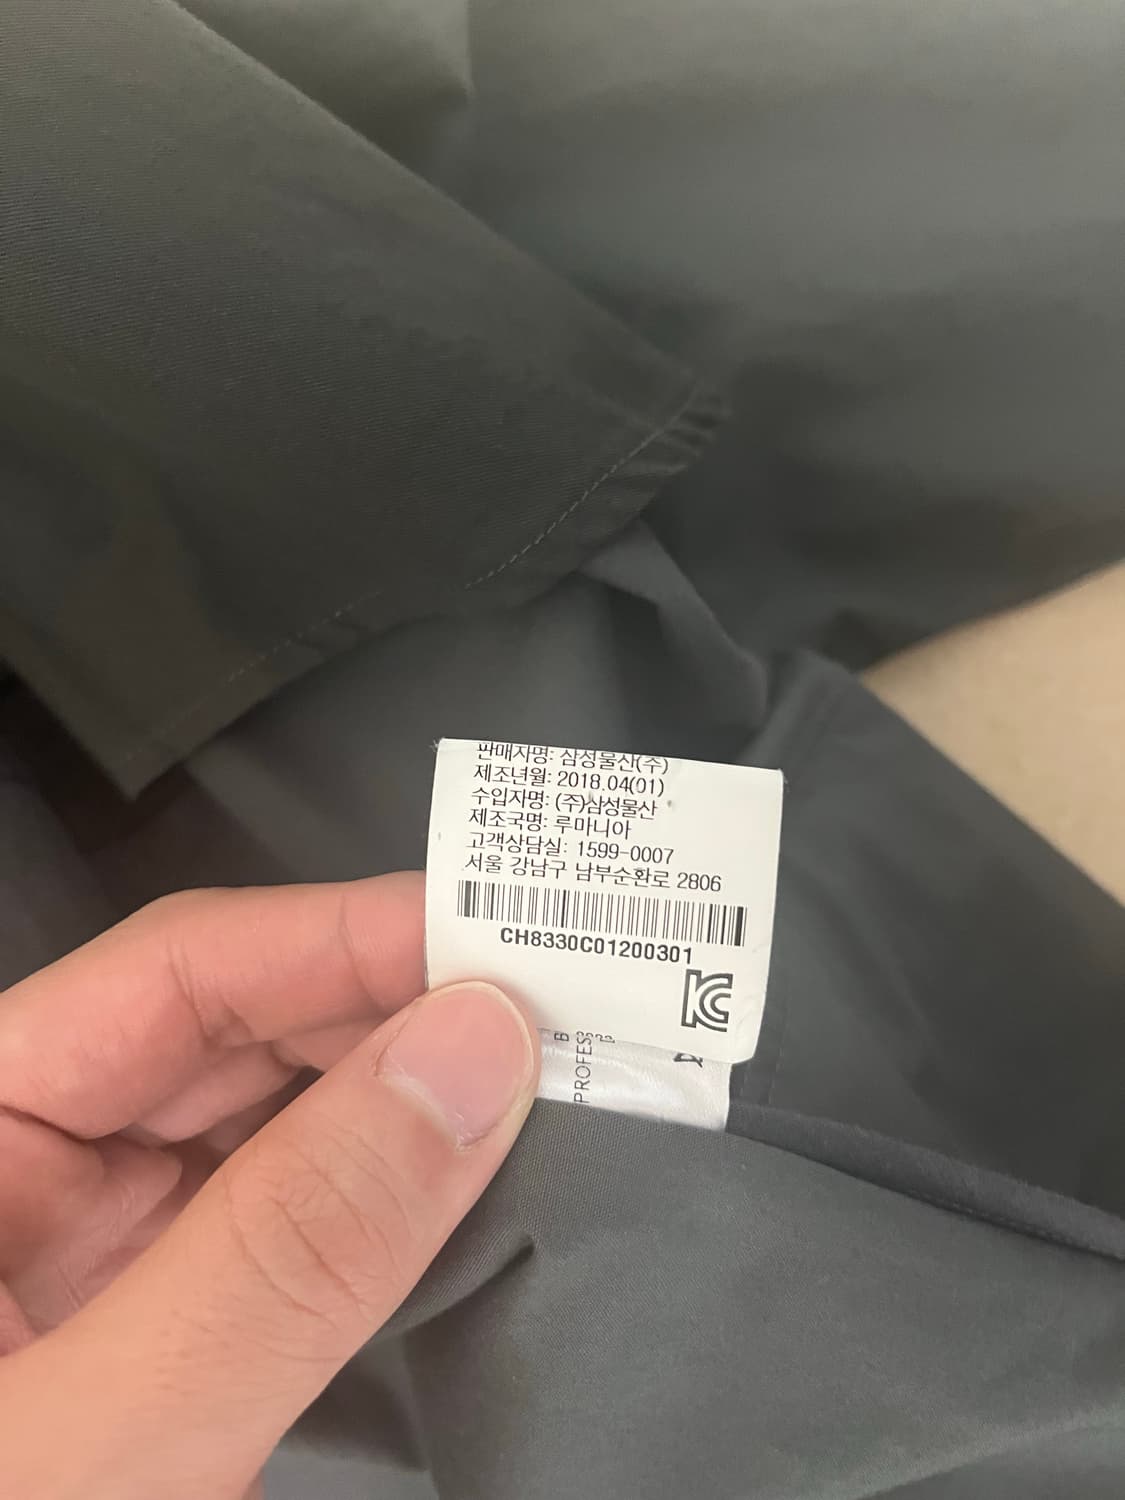 판매자명: 삼성물산(주)
제조년월: 2018.04(01)
수입자명: (주)삼성물산
제조국명: 루마니아
고객상담실: 1599-0007
서울 강남구 남부순환로 2806
CH8330C01200301
KC
PROFES